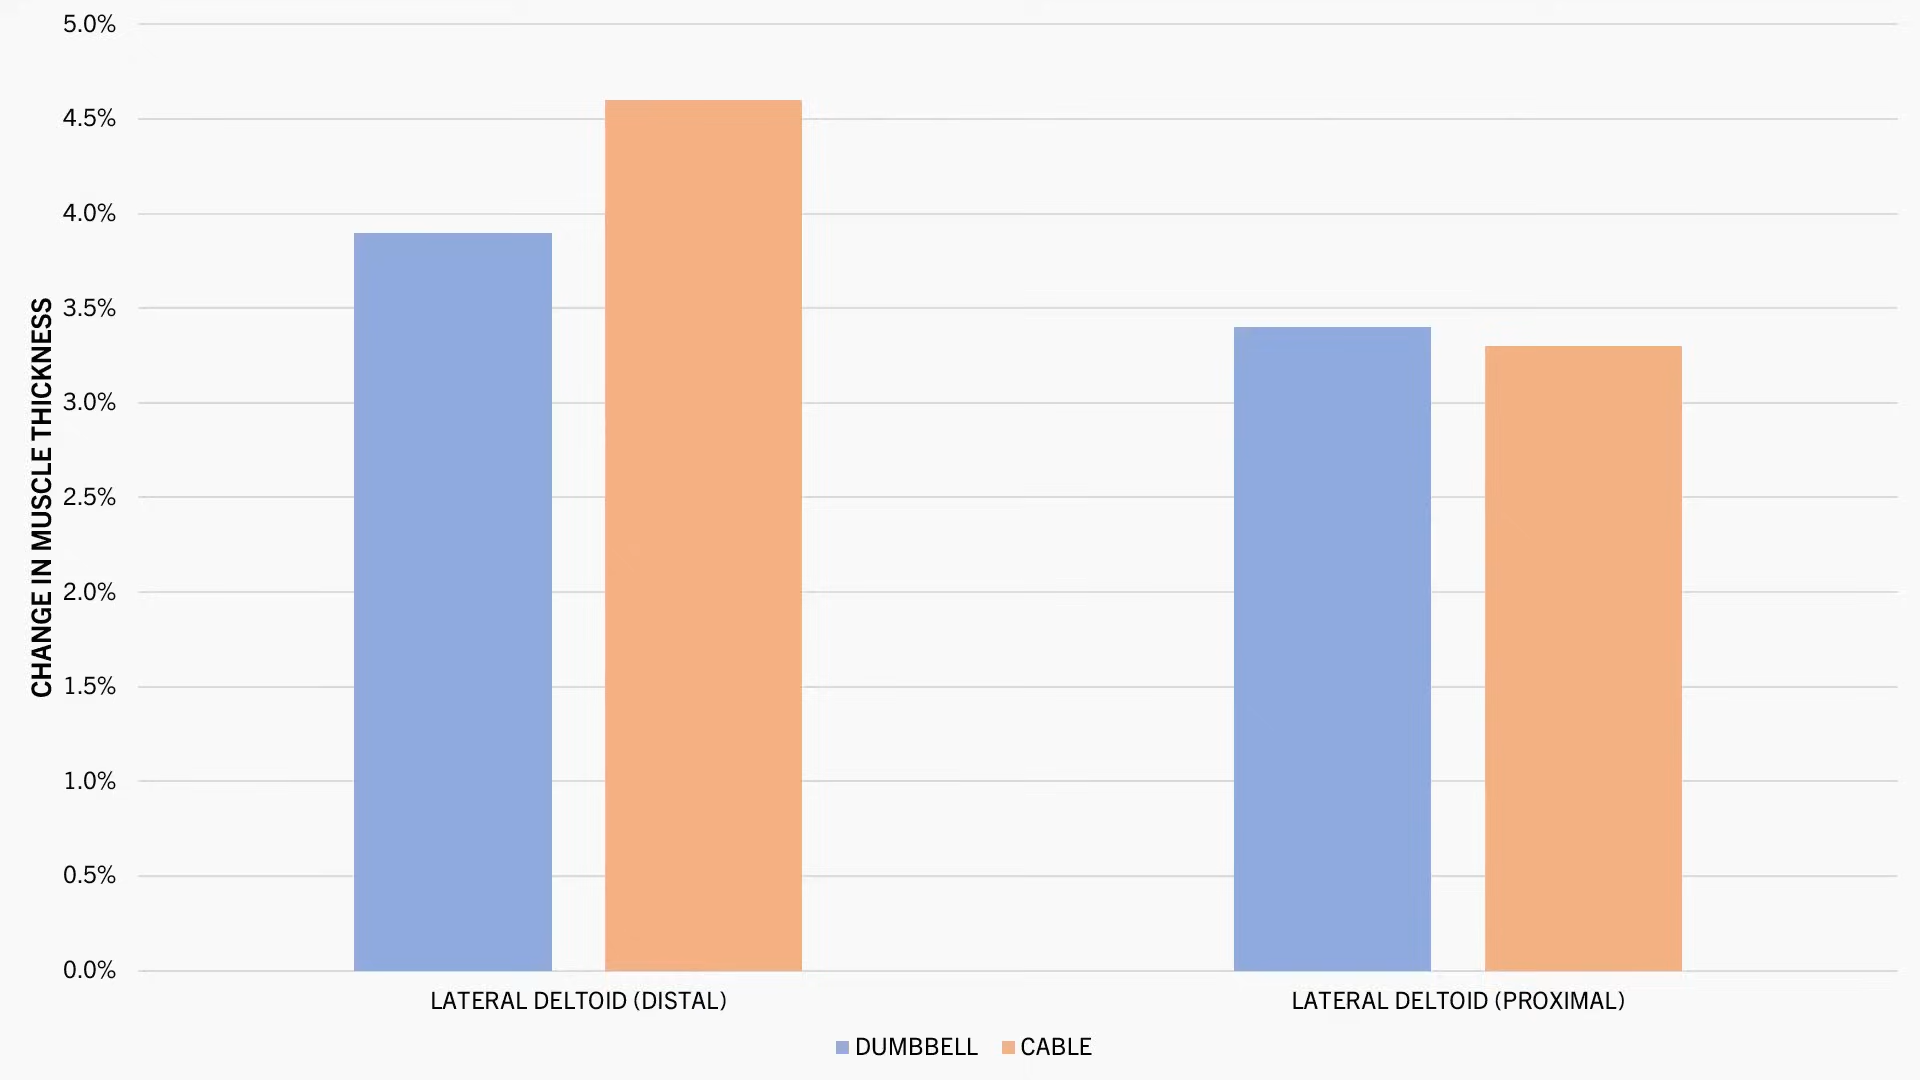 5.0%
4.5%
4.0%
3.5%
3.0%
2.5%
2.0%
1.5%
1.0%
0.5%
0.0%
CHANGE IN MUSCLE THICKNESS
LATERAL DELTOID (DISTAL)
LATERAL DELTOID (PROXIMAL)
DUMBBELL
CABLE